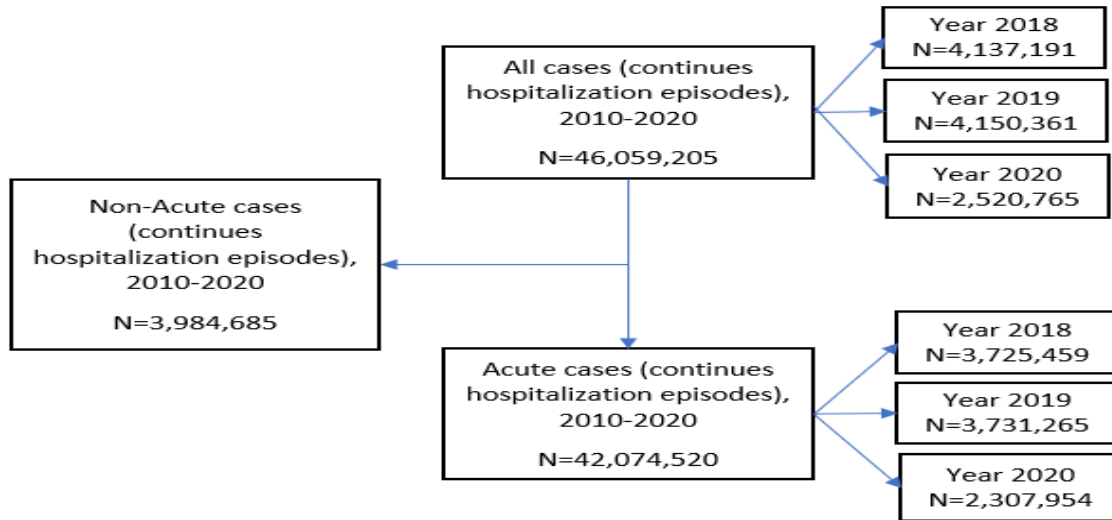 All cases (continues
hospitalization episodes),
2010-2020
N=46,059,205
Year 2018
N=4,137,191
Year 2019
N=4,150,361
Year 2020
N=2,520,765
Non-Acute cases
(continues
hospitalization episodes),
2010-2020
N=3,984,685
Acute cases (continues
hospitalization episodes),
2010-2020
N=42,074,520
Year 2018
N=3,725,459
Year 2019
N=3,731,265
Year 2020
N=2,307,954